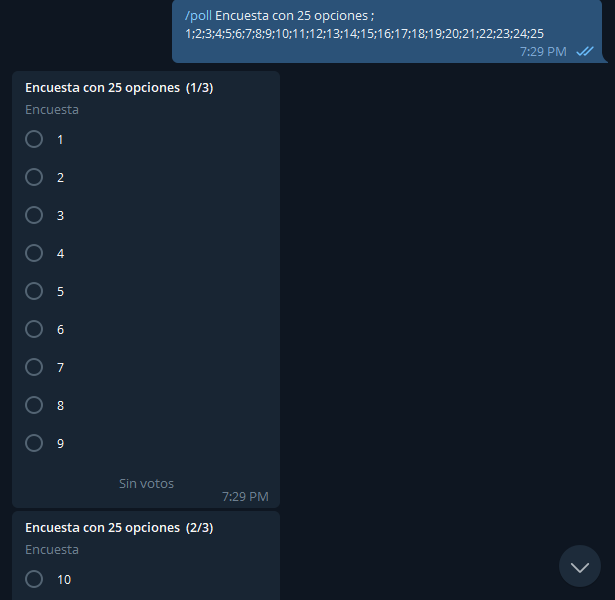 /poll Encuesta con 25 opciones ;
1;2;3;4;5;6;7;8;9;10;11;12;13;14;15;16;17;18;19;20;21;22;23;24;25
7:29 PM
Encuesta con 25 opciones (1/3)
Encuesta
1
2
3
4
5
6
7
8
9
Sin votos
7:29 PM
Encuesta con 25 opciones (2/3)
Encuesta
10